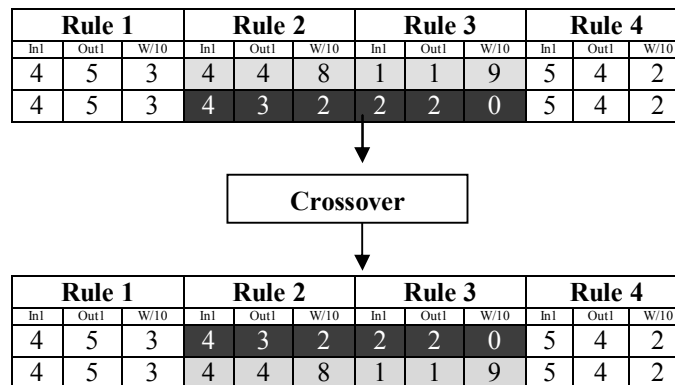 Rule 1 Rule 2 Rule 3 Rule 4
In1 Out1 W/10 In1 Out1 W/10 In1 Out1 W/10 In1 Out1 W/10
4 5 3 4 4 8 1 1 9 5 4 2
4 5 3 4 3 2 2 2 0 5 4 2
Crossover
Rule 1 Rule 2 Rule 3 Rule 4
In1 Out1 W/10 In1 Out1 W/10 In1 Out1 W/10 In1 Out1 W/10
4 5 3 4 3 2 2 2 0 5 4 2
4 5 3 4 4 8 1 1 9 5 4 2